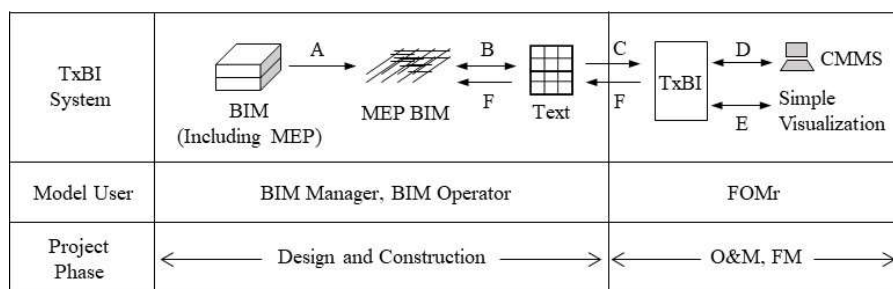 TxBI
System
A
B
C
D
CMMS
F
F
TxBI
E
BIM
(Including MEP)
MEP BIM
Text
Simple
Visualization
Model User
BIM Manager, BIM Operator
FOMr
Project
Phase
Design and Construction
O&M, FM